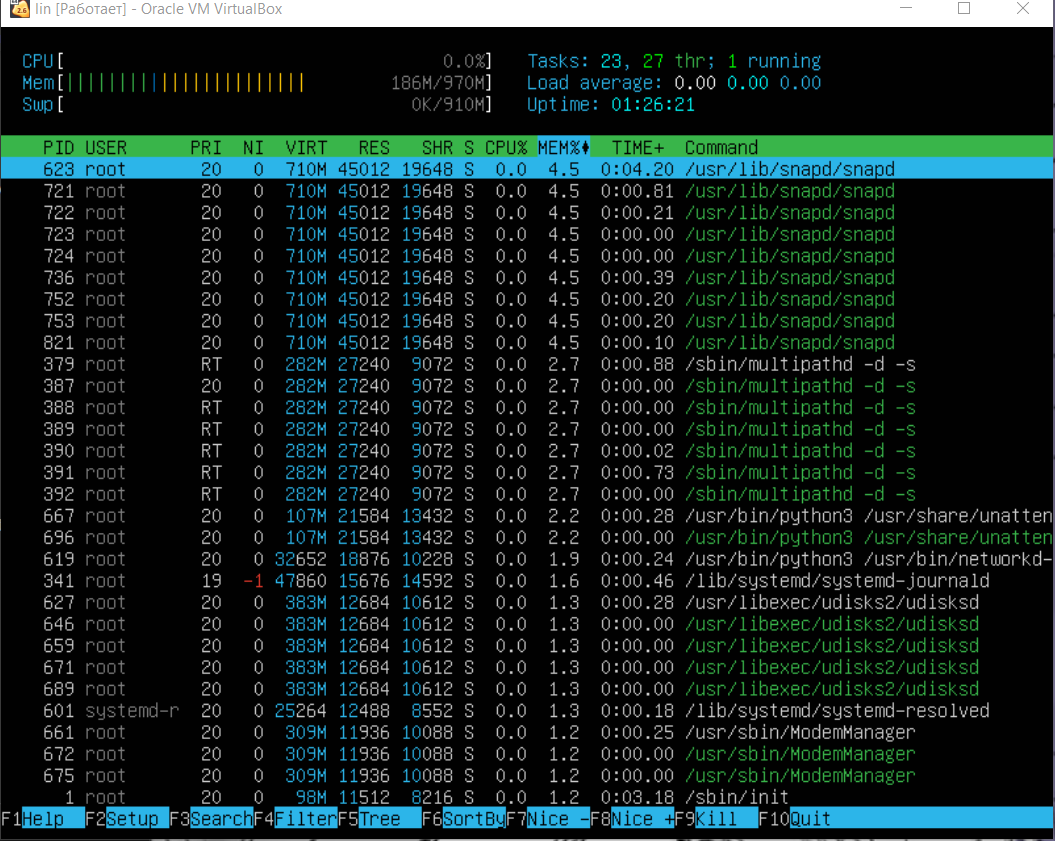 2.6 lin [Работает] - Oracle VM VirtualBox
CPU[ 0.0%] Tasks: 23, 27 thr; 1 running
Mem[||||||||||||||||||||||| 186M/970M] Load average: 0.00 0.00 0.00
Swp[ 0K/910M] Uptime: 01:26:21
PID USER PRI NI VIRT RES SHR S CPU% MEM% TIME+ Command
623 root 20 0 710M 45012 19648 S 0.0 4.5 0:04.20 /usr/lib/snapd/snapd
721 root 20 0 710M 45012 19648 S 0.0 4.5 0:00.81 /usr/lib/snapd/snapd
722 root 20 0 710M 45012 19648 S 0.0 4.5 0:00.21 /usr/lib/snapd/snapd
723 root 20 0 710M 45012 19648 S 0.0 4.5 0:00.00 /usr/lib/snapd/snapd
724 root 20 0 710M 45012 19648 S 0.0 4.5 0:00.00 /usr/lib/snapd/snapd
736 root 20 0 710M 45012 19648 S 0.0 4.5 0:00.39 /usr/lib/snapd/snapd
752 root 20 0 710M 45012 19648 S 0.0 4.5 0:00.20 /usr/lib/snapd/snapd
753 root 20 0 710M 45012 19648 S 0.0 4.5 0:00.20 /usr/lib/snapd/snapd
821 root 20 0 710M 45012 19648 S 0.0 4.5 0:00.10 /usr/lib/snapd/snapd
379 root RT 0 282M 27240 9072 S 0.0 2.7 0:00.88 /sbin/multipathd -d -s
387 root 20 0 282M 27240 9072 S 0.0 2.7 0:00.00 /sbin/multipathd -d -s
388 root RT 0 282M 27240 9072 S 0.0 2.7 0:00.00 /sbin/multipathd -d -s
389 root RT 0 282M 27240 9072 S 0.0 2.7 0:00.00 /sbin/multipathd -d -s
390 root RT 0 282M 27240 9072 S 0.0 2.7 0:00.02 /sbin/multipathd -d -s
391 root RT 0 282M 27240 9072 S 0.0 2.7 0:00.73 /sbin/multipathd -d -s
392 root RT 0 282M 27240 9072 S 0.0 2.7 0:00.00 /sbin/multipathd -d -s
667 root 20 0 107M 21584 13432 S 0.0 2.2 0:00.28 /usr/bin/python3 /usr/share/unatten
696 root 20 0 107M 21584 13432 S 0.0 2.2 0:00.00 /usr/bin/python3 /usr/share/unatten
619 root 20 0 32652 18876 10228 S 0.0 1.9 0:00.24 /usr/bin/python3 /usr/bin/networkd-
341 root 19 -1 47860 15676 14592 S 0.0 1.6 0:00.46 /lib/systemd/systemd-journald
627 root 20 0 383M 12684 10612 S 0.0 1.3 0:00.28 /usr/libexec/udisks2/udisksd
646 root 20 0 383M 12684 10612 S 0.0 1.3 0:00.00 /usr/libexec/udisks2/udisksd
659 root 20 0 383M 12684 10612 S 0.0 1.3 0:00.00 /usr/libexec/udisks2/udisksd
671 root 20 0 383M 12684 10612 S 0.0 1.3 0:00.00 /usr/libexec/udisks2/udisksd
689 root 20 0 383M 12684 10612 S 0.0 1.3 0:00.00 /usr/libexec/udisks2/udisksd
601 systemd-r 20 0 25264 12488 8552 S 0.0 1.3 0:00.18 /lib/systemd/systemd-resolved
661 root 20 0 309M 11936 10088 S 0.0 1.2 0:00.25 /usr/sbin/ModemManager
672 root 20 0 309M 11936 10088 S 0.0 1.2 0:00.00 /usr/sbin/ModemManager
675 root 20 0 309M 11936 10088 S 0.0 1.2 0:00.00 /usr/sbin/ModemManager
1 root 20 0 98M 11512 8216 S 0.0 1.2 0:03.18 /sbin/init
F1Help F2Setup F3SearchF4FilterF5Tree F6SortByF7Nice -F8Nice +F9Kill F10Quit